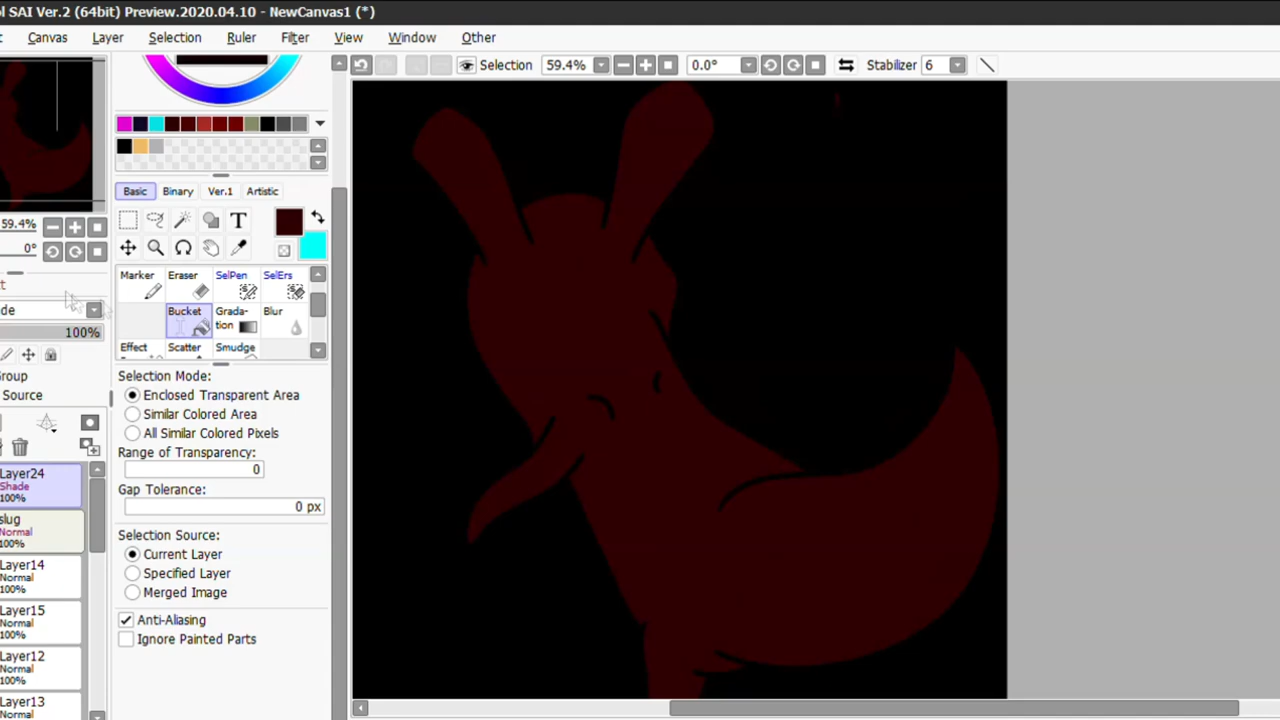 ol SAI Ver.2 (64bit) Preview.2020.04.10 - NewCanvas1 (*)
Canvas Layer Selection Ruler Filter View Window Other
Selection 59.4% 0.0° Stabilizer 6
Basic Binary Ver.1 Artistic
59.4%
0°
T
Marker Eraser SelPen SelErs
Bucket Grada-
tion Blur
Effect Scatter Smudge
de
100%
Group
Source
Selection Mode:
Enclosed Transparent Area
Similar Colored Area
All Similar Colored Pixels
Range of Transparency:
0
Gap Tolerance:
0 px
Selection Source:
Current Layer
Specified Layer
Merged Image
Anti-Aliasing
Ignore Painted Parts
Layer24
Shade
100%
slug
Normal
100%
Layer14
Normal
100%
Layer15
Normal
100%
Layer12
Normal
100%
Layer13
Normal